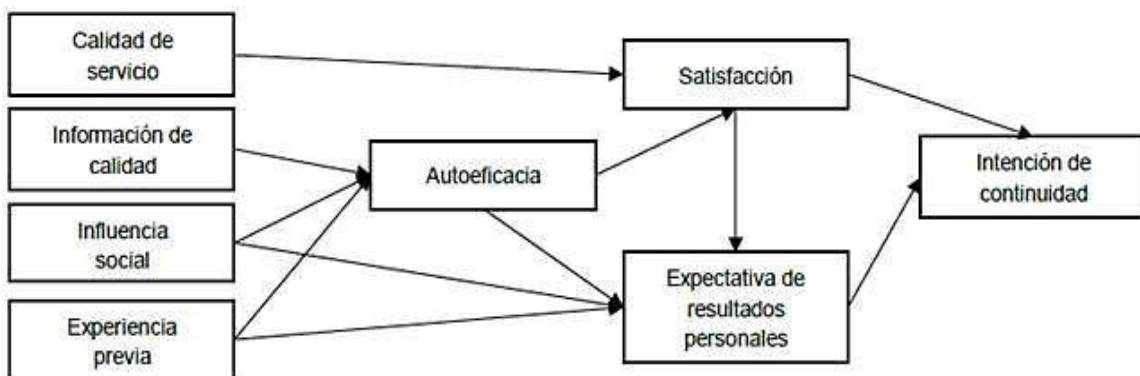 Calidad de
servicio
Información de
calidad
Influencia
social
Experiencia
previa
Autoeficacia
Satisfacción
Expectativa de
resultados
personales
Intención de
continuidad